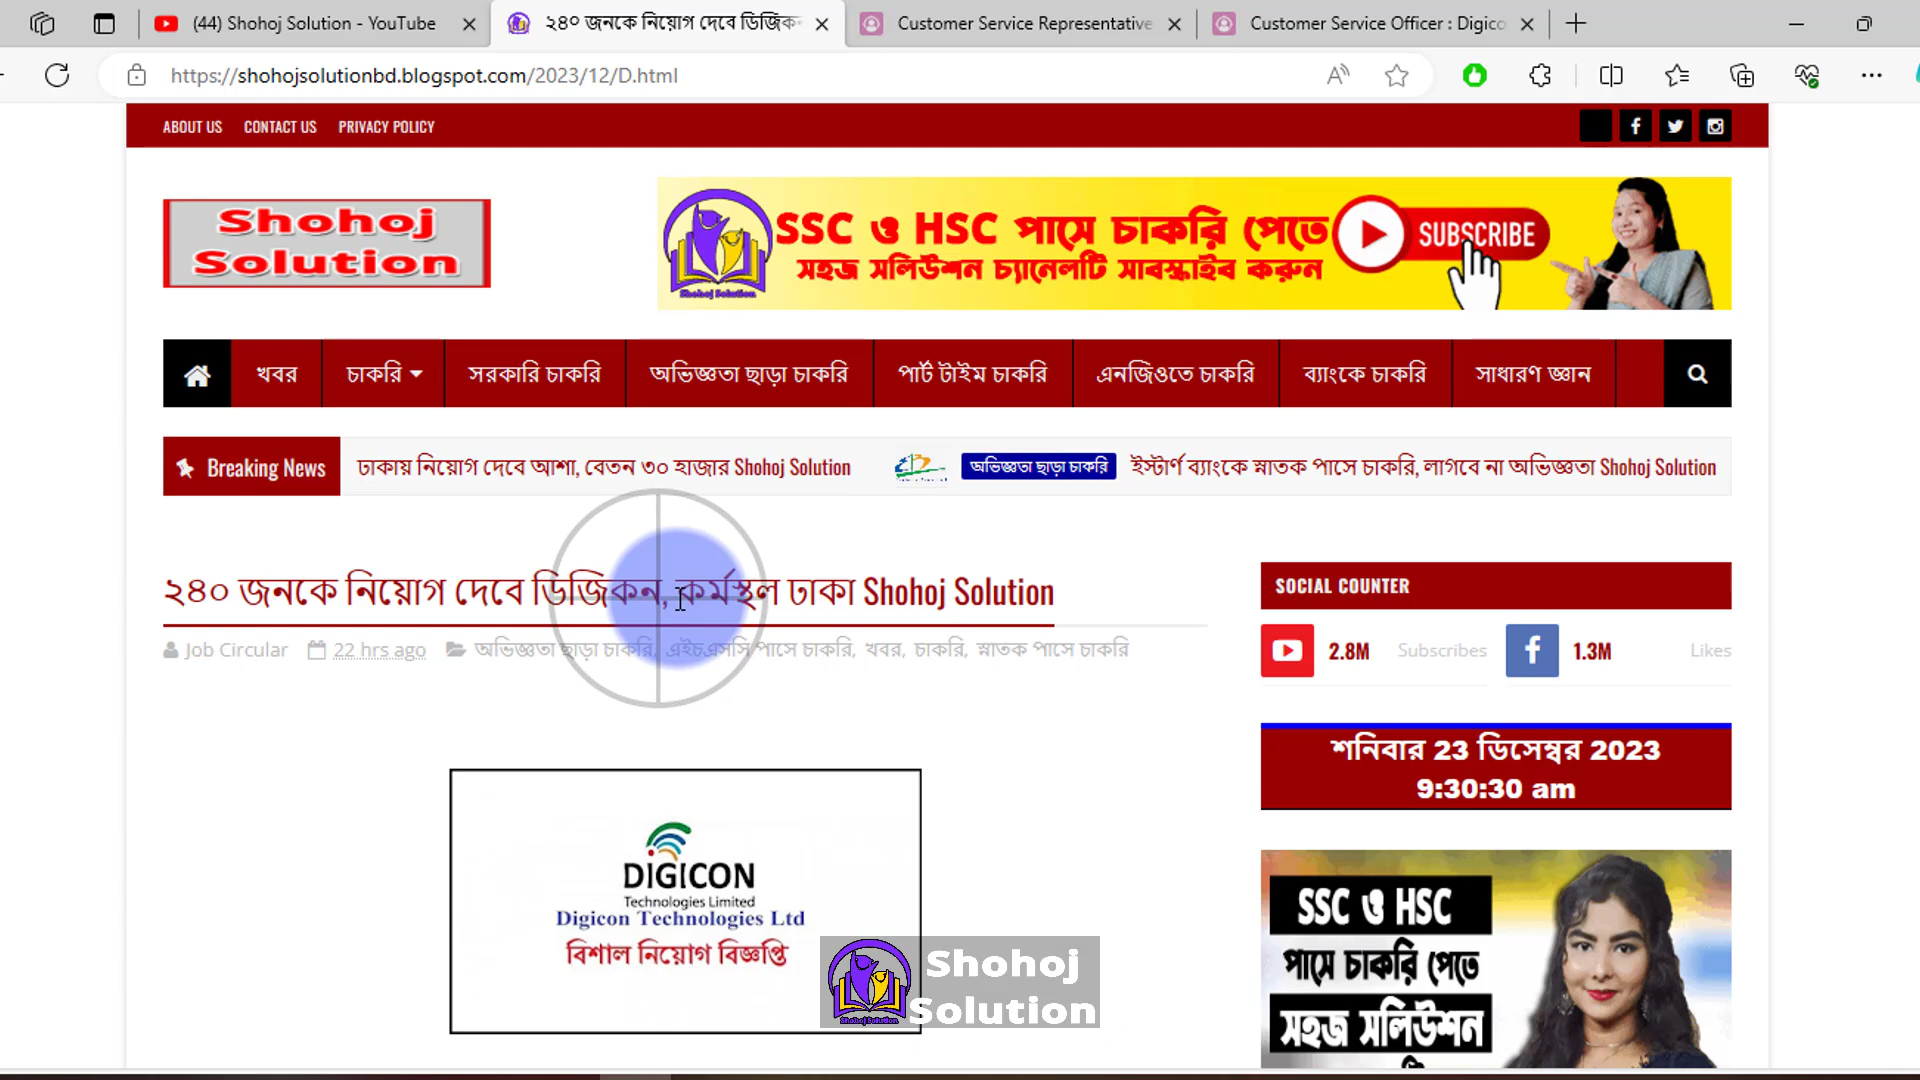 (44) Shohoj Solution - YouTube
২৪০ জনকে নিয়োগ দেবে ডিজিকন
Customer Service Representative
Customer Service Officer : Digico
https://shohojsolutionbd.blogspot.com/2023/12/D.html
ABOUT US CONTACT US PRIVACY POLICY
Shohoj
Solution
SSC ও HSC পাসে চাকরি পেতে
সহজ সলিউশন চ্যানেলটি সাবস্ক্রাইব করুন
SUBSCRIBE
Shohoj Solution
খবর চাকরি সরকারি চাকরি অভিজ্ঞতা ছাড়া চাকরি পার্ট টাইম চাকরি এনজিওতে চাকরি ব্যাংকে চাকরি সাধারণ জ্ঞান
Breaking News ঢাকায় নিয়োগ দেবে আশা, বেতন ৩০ হাজার Shohoj Solution অভিজ্ঞতা ছাড়া চাকরি ইস্টার্ণ ব্যাংকে স্নাতক পাসে চাকরি, লাগবে না অভিজ্ঞতা Shohoj Solution
২৪০ জনকে নিয়োগ দেবে ডিজিকন, কর্মস্থল ঢাকা Shohoj Solution
Job Circular 22 hrs ago অভিজ্ঞতা ছাড়া চাকরি, এইচএসসি পাসে চাকরি, খবর, চাকরি, স্নাতক পাসে চাকরি
SOCIAL COUNTER
2.8M Subscribes 1.3M Likes
শনিবার 23 ডিসেম্বর 2023
9:30:30 am
DIGICON
Technologies Limited
Digicon Technologies Ltd
বিশাল নিয়োগ বিজ্ঞপ্তি
Shohoj
Solution
SSC ও HSC
পাসে চাকরি পেতে
সহজ সলিউশন